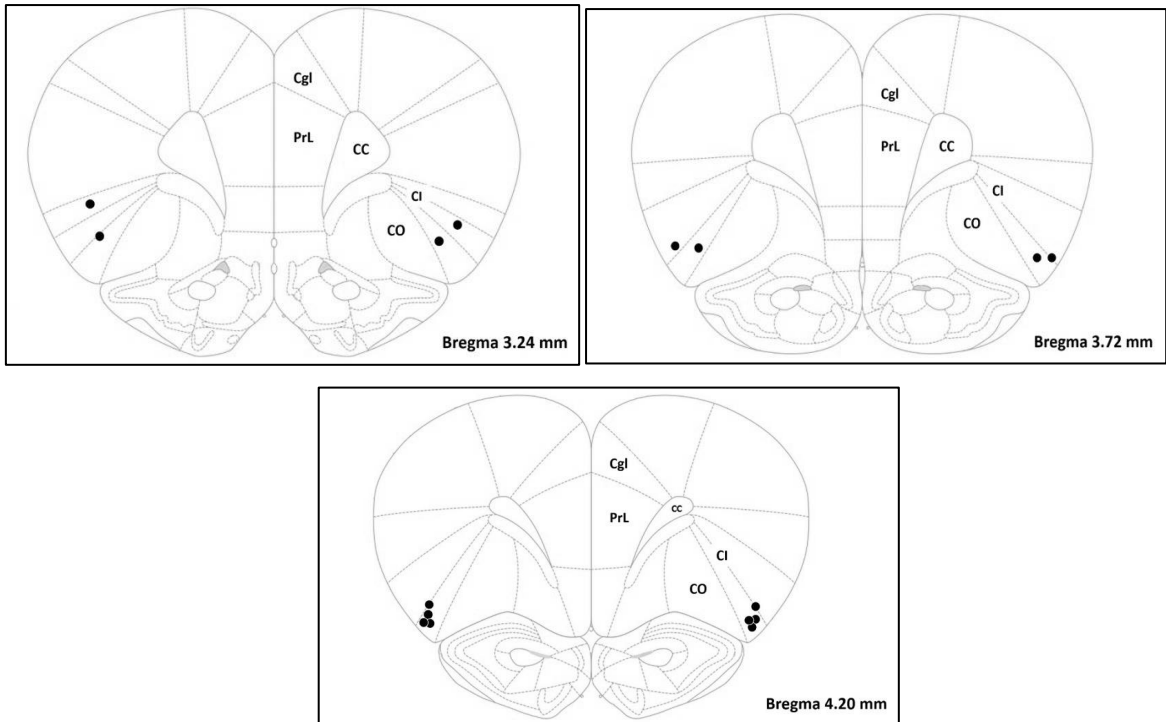 Cgl
PrL
CC
CI
CO
Bregma 3.24 mm
Cgl
PrL
CC
CI
CO
Bregma 3.72 mm
Cgl
PrL
CC
CI
CO
Bregma 4.20 mm